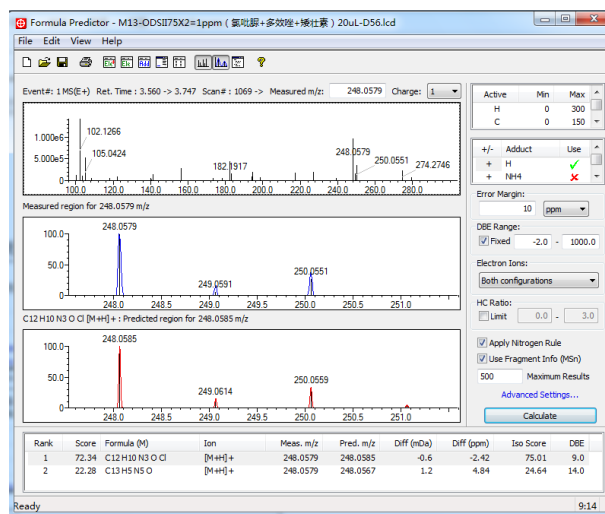 Formula Predictor - M13-ODSII75X2=1ppm (氯吡脲+多效唑+矮壮素) 20uL-D56.lcd
File Edit View Help
Event#: 1 MS(E+) Ret. Time : 3.560 -> 3.747 Scan# : 1069 -> Measured m/z: 248.0579 Charge: 1
1.000e6
5.000e5
0
102.1266
105.0424
182.1917
248.0579
250.0551
274.2746
100.0 120.0 140.0 160.0 180.0 200.0 220.0 240.0 260.0 280.0
Measured region for 248.0579 m/z
100.0
50.0
0
248.0579
249.0591
250.0551
248.0 248.5 249.0 249.5 250.0 250.5 251.0
C12 H10 N3 O Cl [M+H]+ : Predicted region for 248.0585 m/z
100.0
50.0
0
248.0585
249.0614
250.0559
248.0 248.5 249.0 249.5 250.0 250.5 251.0
Active Min Max
H 0 300
C 0 150
+/- Adduct Use
+ H
+ NH4
Error Margin:
10 ppm
DBE Range:
Fixed -2.0 - 1000.0
Electron Ions:
Both configurations
HC Ratio:
Limit 0.0 - 3.0
Apply Nitrogen Rule
Use Fragment Info (MSn)
500 Maximum Results
Advanced Settings...
Calculate
Rank Score Formula (M) Ion Meas. m/z Pred. m/z Diff (mDa) Diff (ppm) Iso Score DBE
1 72.34 C12 H10 N3 O Cl [M+H]+ 248.0579 248.0585 -0.6 -2.42 75.01 9.0
2 22.28 C13 H5 N5 O [M+H]+ 248.0579 248.0567 1.2 4.84 24.64 14.0
Ready 9:14